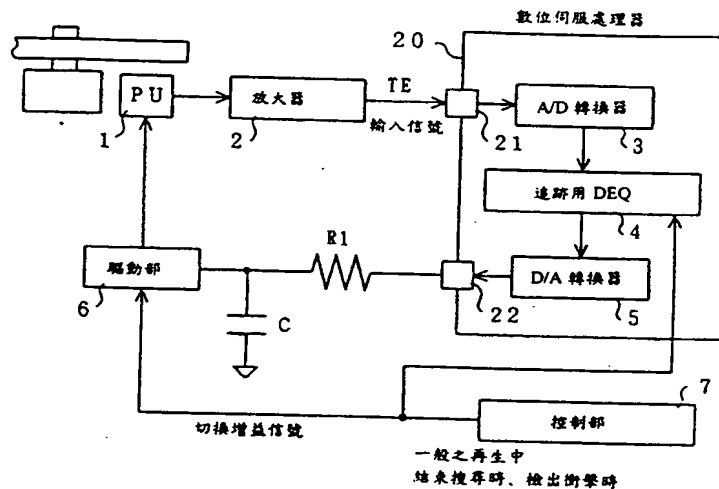 數位伺服處理器
20
PU
1
放大器
2
TE
輸入信號
21
A/D 轉換器
3
追跡用 DEQ
4
R1
驅動部
6
22
D/A 轉換器
5
C
7
切換增益信號
控制部
一般之再生中
結束搜尋時、檢出衝擊時